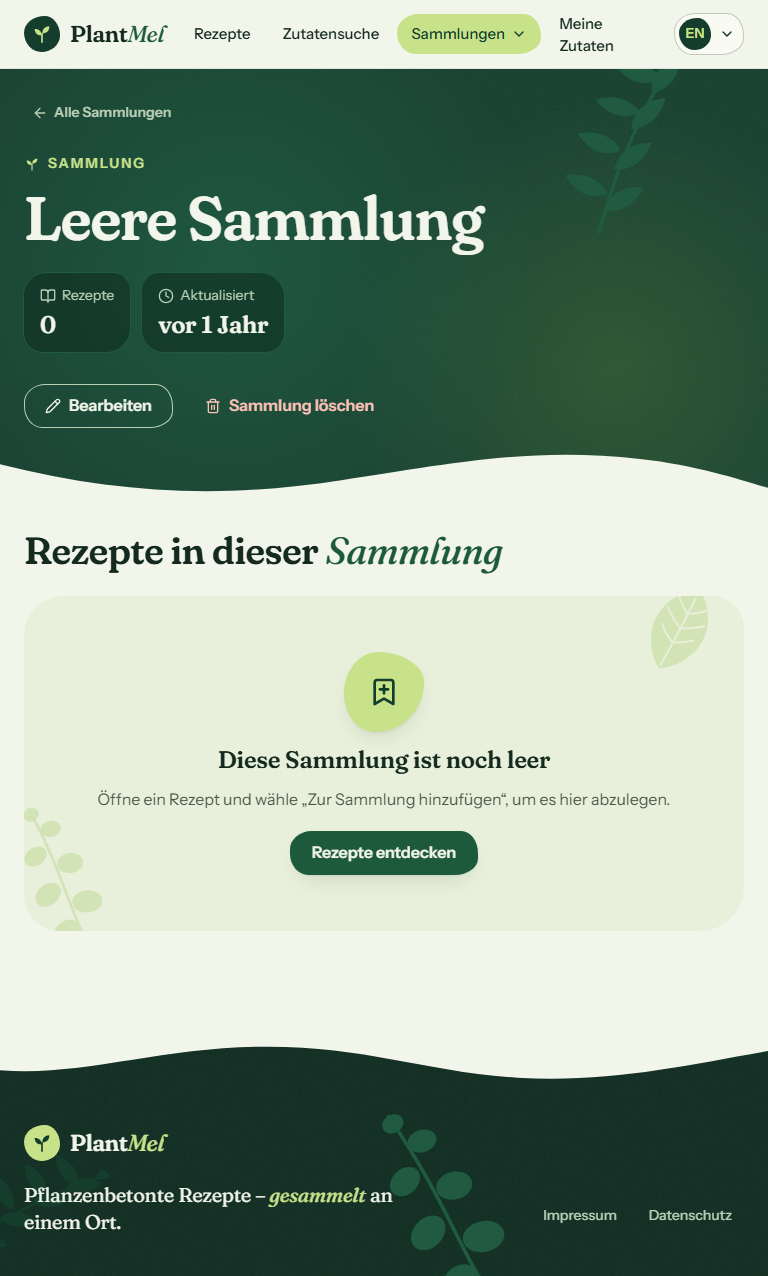 PlantMel
Rezepte
Zutatensuche
Sammlungen
Meine
Zutaten
EN
Alle Sammlungen
SAMMLUNG
Leere Sammlung
Rezepte
0
Aktualisiert
vor 1 Jahr
Bearbeiten
Sammlung löschen
Rezepte in dieser Sammlung
Diese Sammlung ist noch leer
Öffne ein Rezept und wähle „Zur Sammlung hinzufügen“, um es hier abzulegen.
Rezepte entdecken
PlantMel
Pflanzenbetonte Rezepte – gesammelt an
einem Ort.
Impressum
Datenschutz